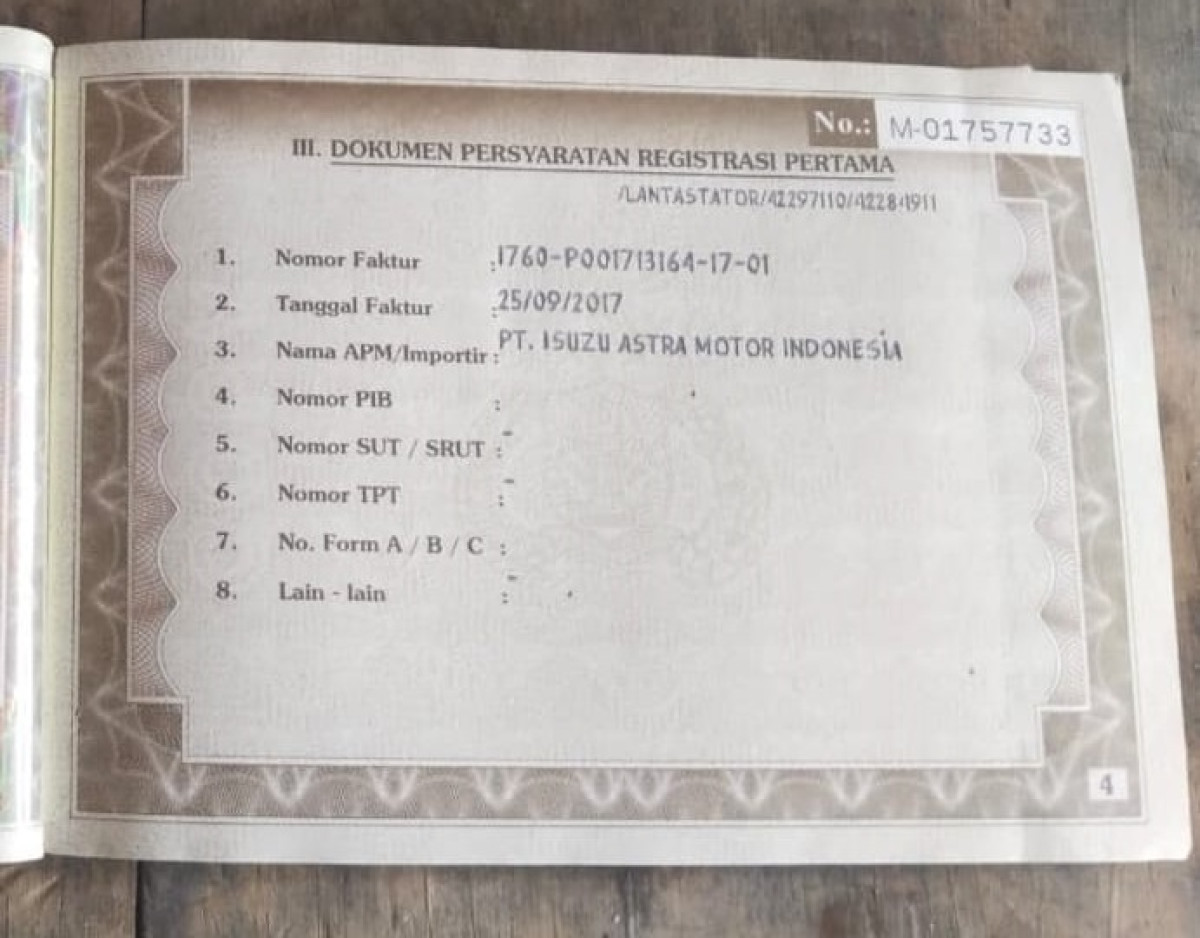 No.: M-01757733
III. DOKUMEN PERSYARATAN REGISTRASI PERTAMA
/LANTASTATOR/42297110/42284911
1. Nomor Faktur : 1760-P001713164-17-01
2. Tanggal Faktur : 25/09/2017
3. Nama APM/Importir : PT. ISUZU ASTRA MOTOR INDONESIA
4. Nomor PIB :
5. Nomor SUT / SRUT : -
6. Nomor TPT : -
7. No. Form A / B / C :
8. Lain - lain : -
4